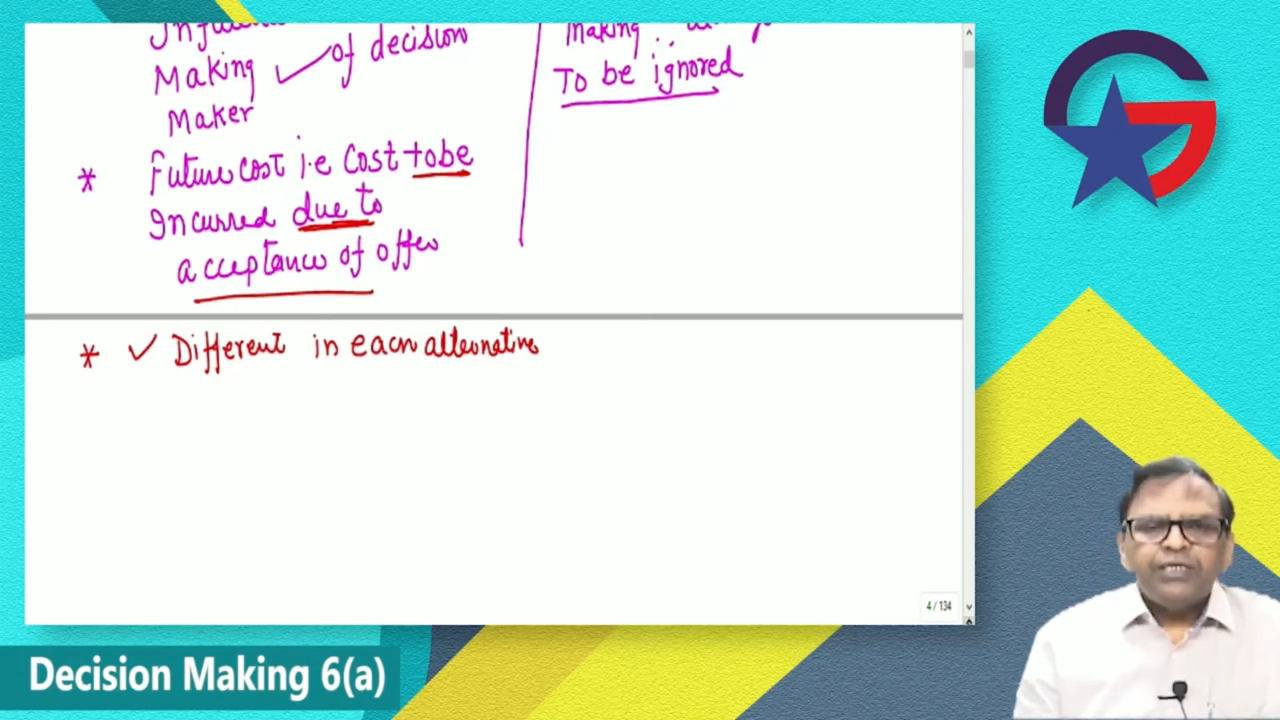 Making of decision
Maker
* Future cost i.e Cost to be
Incurred due to
acceptance of offer
Making
To be ignored
* ✓ Different in each alternative
4 / 134
Decision Making 6(a)